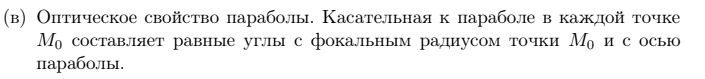 (в) Оптическое свойство параболы. Касательная к параболе в каждой точке
M₀ составляет равные углы с фокальным радиусом точки M₀ и с осью
параболы.